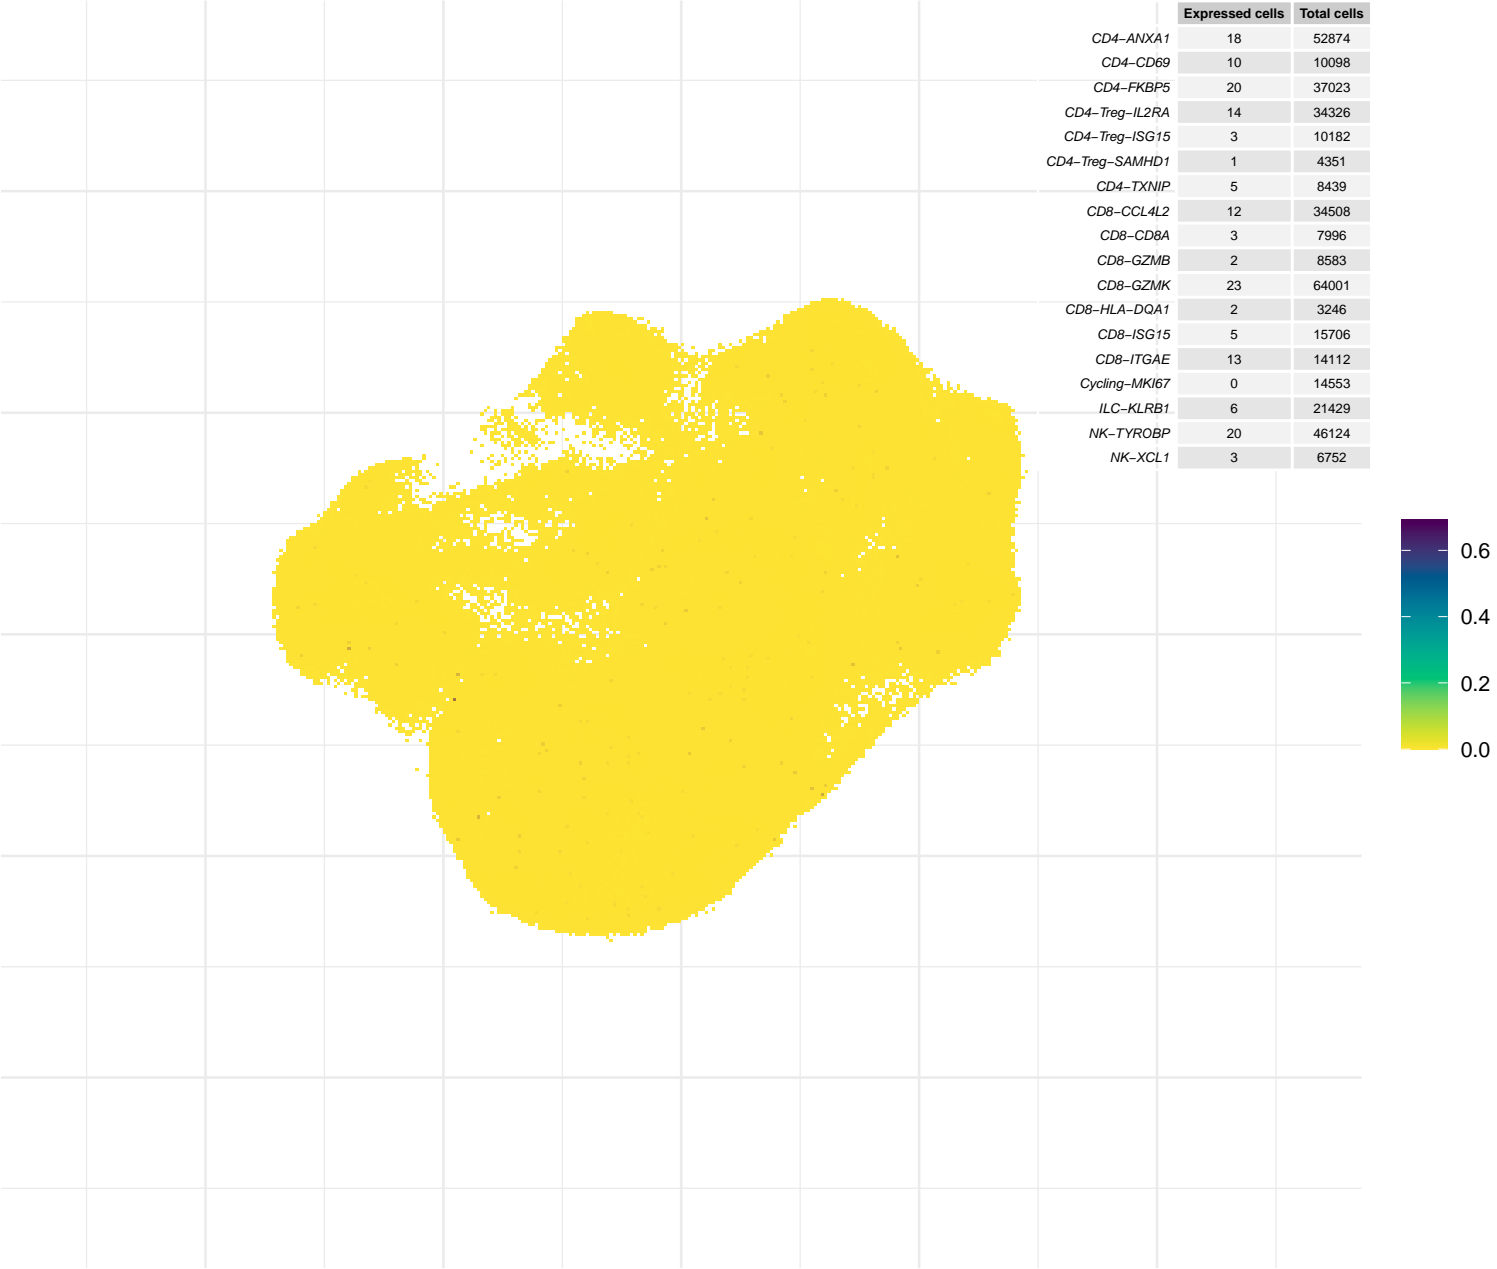 Expressed cells Total cells
CD4−ANXA1 18 52874
CD4−CD69 10 10098
CD4−FKBP5 20 37023
CD4−Treg−IL2RA 14 34326
CD4−Treg−ISG15 3 10182
CD4−Treg−SAMHD1 1 4351
CD4−TXNIP 5 8439
CD8−CCL4L2 12 34508
CD8−CD8A 3 7996
CD8−GZMB 2 8583
CD8−GZMK 23 64001
CD8−HLA−DQA1 2 3246
CD8−ISG15 5 15706
CD8−ITGAE 13 14112
Cycling−MKI67 0 14553
ILC−KLRB1 6 21429
NK−TYROBP 20 46124
NK−XCL1 3 6752
0.6
0.4
0.2
0.0